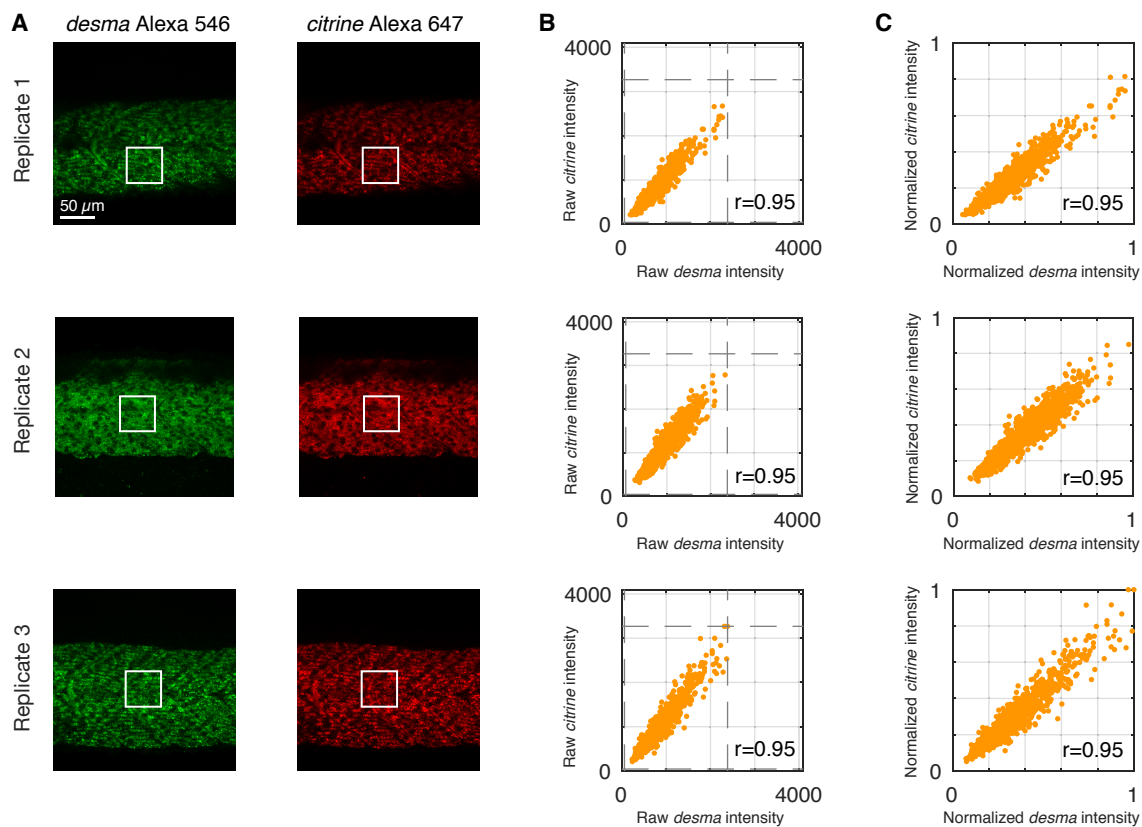 A
desma Alexa 546
citrine Alexa 647
B
C
Replicate 1
50 µm
4000
Raw citrine intensity
0
r=0.95
0
4000
Raw desma intensity
1
Normalized citrine intensity
0
r=0.95
0
1
Normalized desma intensity
Replicate 2
4000
Raw citrine intensity
0
r=0.95
0
4000
Raw desma intensity
1
Normalized citrine intensity
0
r=0.95
0
1
Normalized desma intensity
Replicate 3
4000
Raw citrine intensity
0
r=0.95
0
4000
Raw desma intensity
1
Normalized citrine intensity
0
r=0.95
0
1
Normalized desma intensity